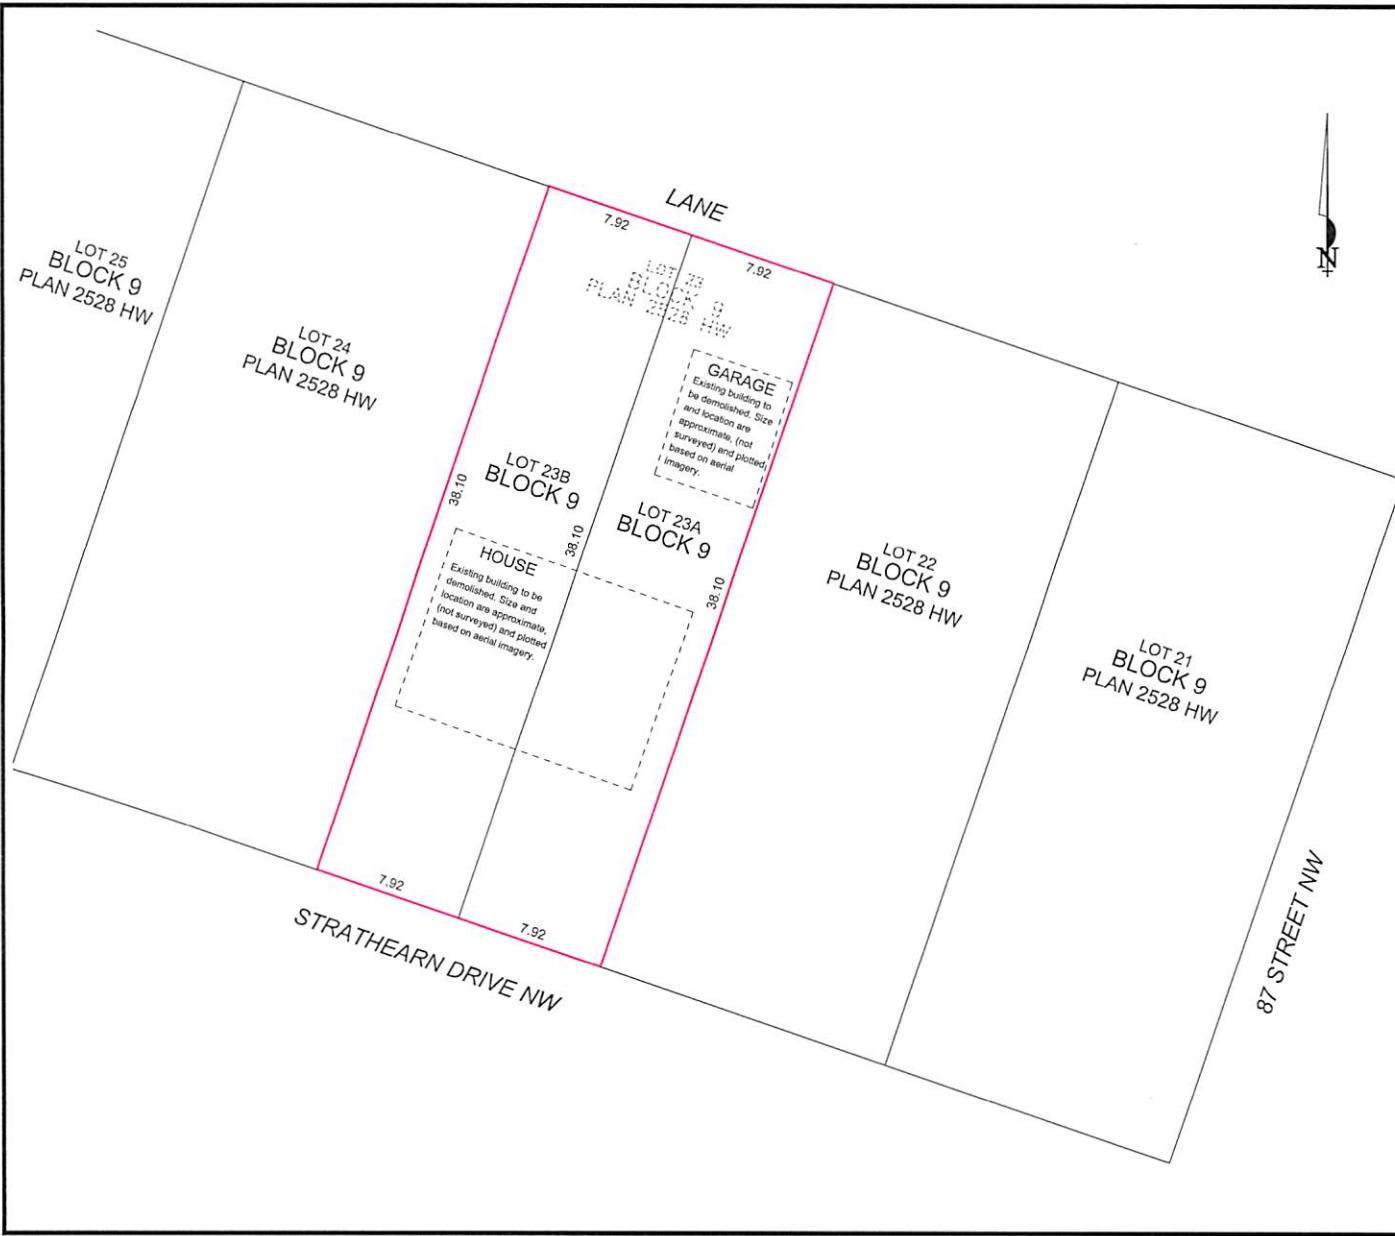 LANE
7.92
7.92
LOT 23
BLOCK 9
PLAN 2528 HW
LOT 25
BLOCK 9
PLAN 2528 HW
LOT 24
BLOCK 9
PLAN 2528 HW
GARAGE
Existing building to
be demolished. Size
and location are
approximate, (not
surveyed) and plotted
based on aerial
imagery.
N
LOT 23B
BLOCK 9
38.10
LOT 23A
BLOCK 9
38.10
HOUSE
Existing building to be
demolished. Size and
location are approximate,
(not surveyed) and plotted
based on aerial imagery.
38.10
LOT 22
BLOCK 9
PLAN 2528 HW
LOT 21
BLOCK 9
PLAN 2528 HW
7.92
7.92
STRATHEARN DRIVE NW
87 STREET NW